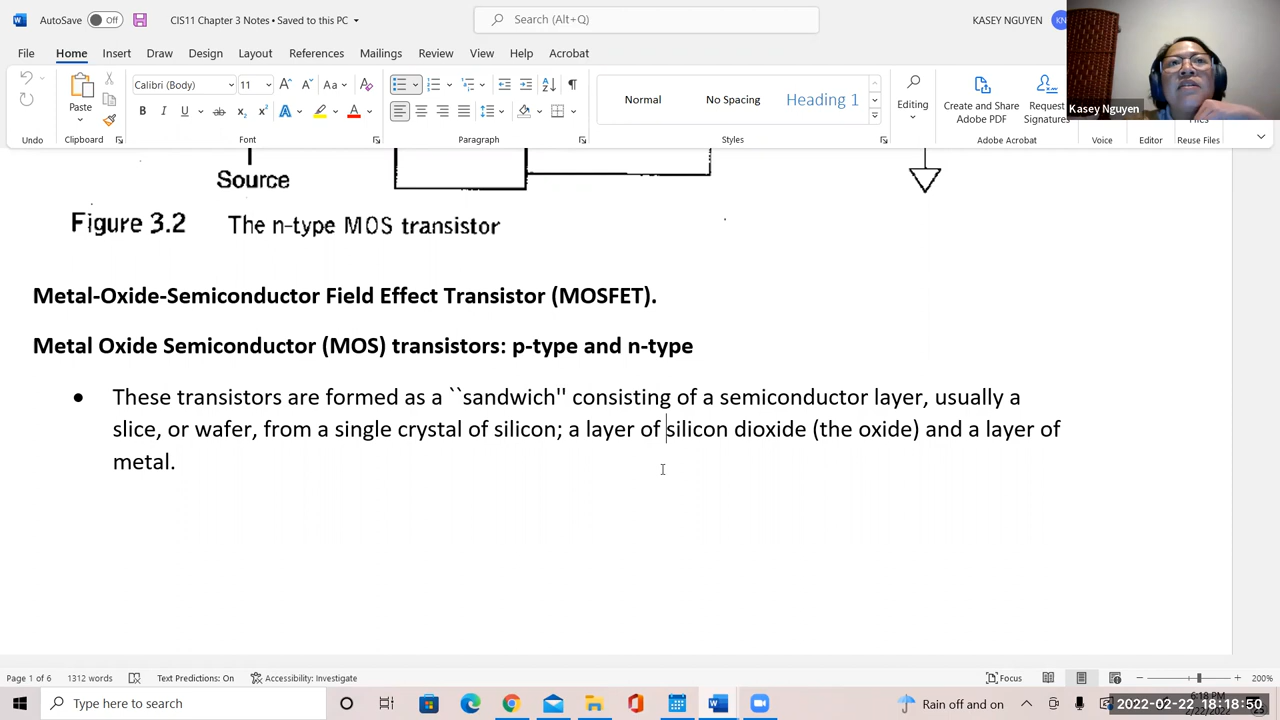 AutoSave Off CIS11 Chapter 3 Notes • Saved to this PC Search (Alt+Q) KASEY NGUYEN KN
File Home Insert Draw Design Layout References Mailings Review View Help Acrobat
Calibri (Body) 11 Aa
Paste
Normal No Spacing Heading 1
Editing
Create and Share
Adobe PDF
Request
Signatures
Kasey Nguyen
Undo Clipboard Font Paragraph Styles Adobe Acrobat Voice Editor Reuse Files
Source
Figure 3.2 The n-type MOS transistor
Metal-Oxide-Semiconductor Field Effect Transistor (MOSFET).
Metal Oxide Semiconductor (MOS) transistors: p-type and n-type
• These transistors are formed as a ``sandwich'' consisting of a semiconductor layer, usually a
slice, or wafer, from a single crystal of silicon; a layer of silicon dioxide (the oxide) and a layer of
metal.
Page 1 of 6 1312 words Text Predictions: On Accessibility: Investigate Focus 200%
Type here to search Rain off and on
2022-02-22 18:18:50